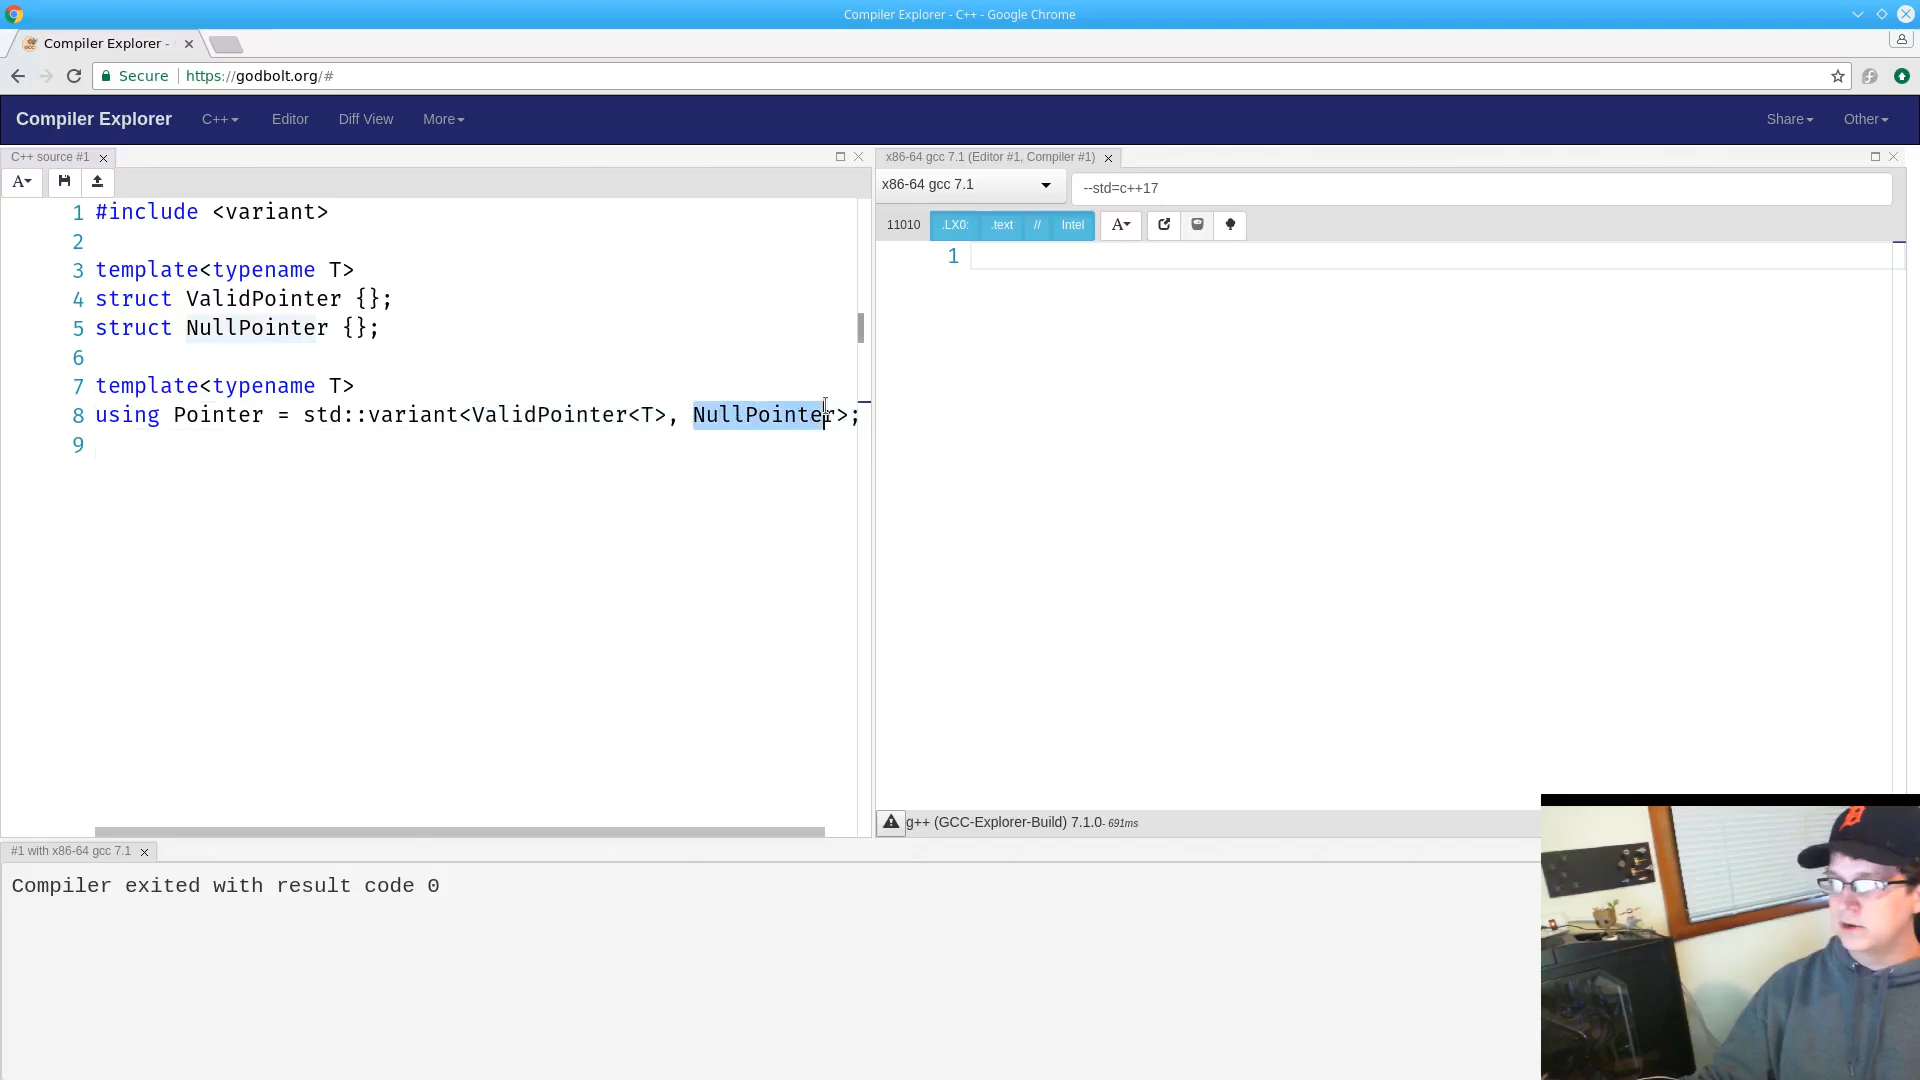 Compiler Explorer - C++ - Google Chrome
Compiler Explorer -
Secure https://godbolt.org/#
Compiler Explorer C++ Editor Diff View More Share Other
C++ source #1
x86-64 gcc 7.1 (Editor #1, Compiler #1)
A
x86-64 gcc 7.1 --std=c++17
11010 .LX0: .text // Intel A
1 #include <variant>
2
3 template<typename T>
4 struct ValidPointer {};
5 struct NullPointer {};
6
7 template<typename T>
8 using Pointer = std::variant<ValidPointer<T>, NullPointer>;
9
1
g++ (GCC-Explorer-Build) 7.1.0 - 691ms
#1 with x86-64 gcc 7.1
Compiler exited with result code 0